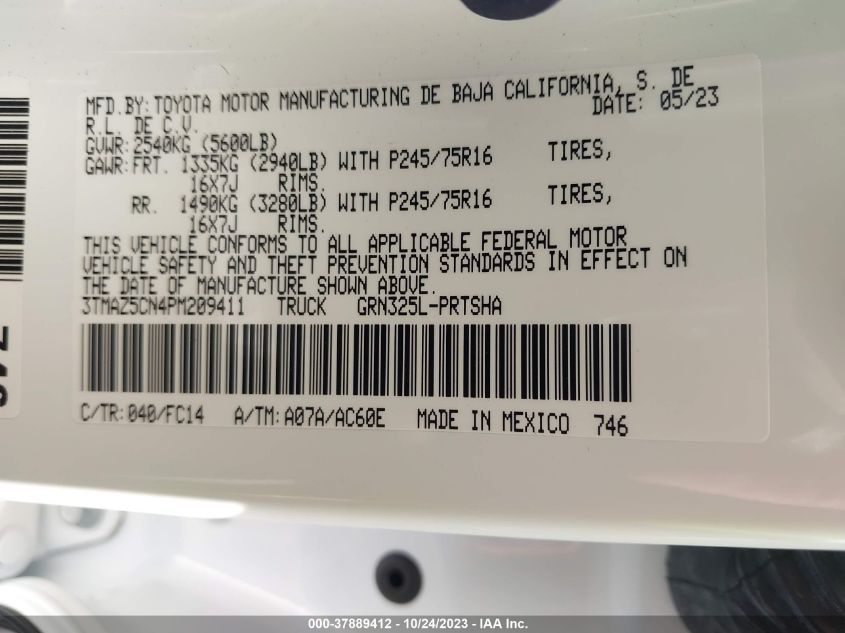 MFD.BY:TOYOTA MOTOR MANUFACTURING DE BAJA CALIFORNIA, S. DE
R.L. DE C.V. DATE: 05/23
GVWR:2540KG (5600LB)
GAWR:FRT. 1335KG (2940LB) WITH P245/75R16 TIRES,
16X7J RIMS.
RR. 1490KG (3280LB) WITH P245/75R16 TIRES,
16X7J RIMS.
THIS VEHICLE CONFORMS TO ALL APPLICABLE FEDERAL MOTOR
VEHICLE SAFETY AND THEFT PREVENTION STANDARDS IN EFFECT ON
THE DATE OF MANUFACTURE SHOWN ABOVE.
3TMAZ5CN4PM209411 TRUCK GRN325L-PRTSHA
C/TR:040/FC14 A/TM:A07A/AC60E MADE IN MEXICO 746
000-37889412 - 10/24/2023 - IAA Inc.